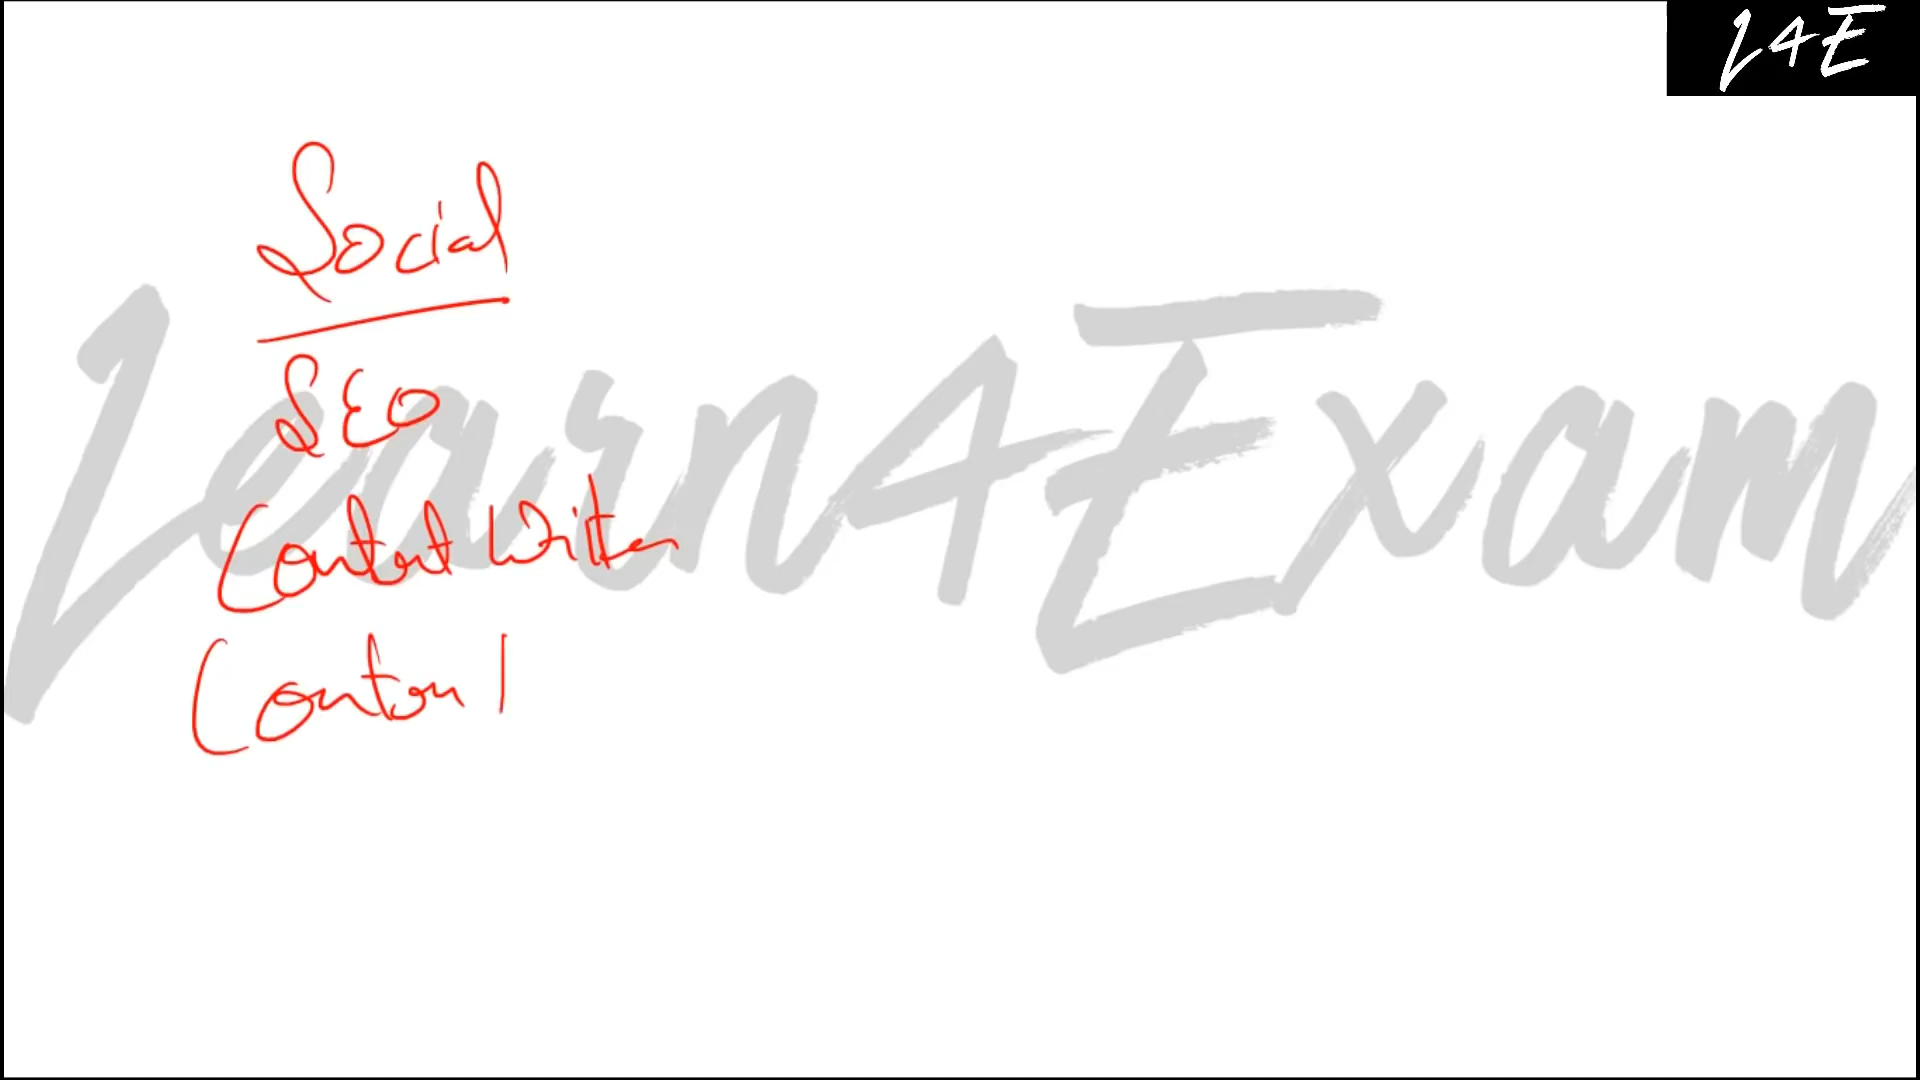 L4E
Social
SEO
Content Writer
Learn4Exam